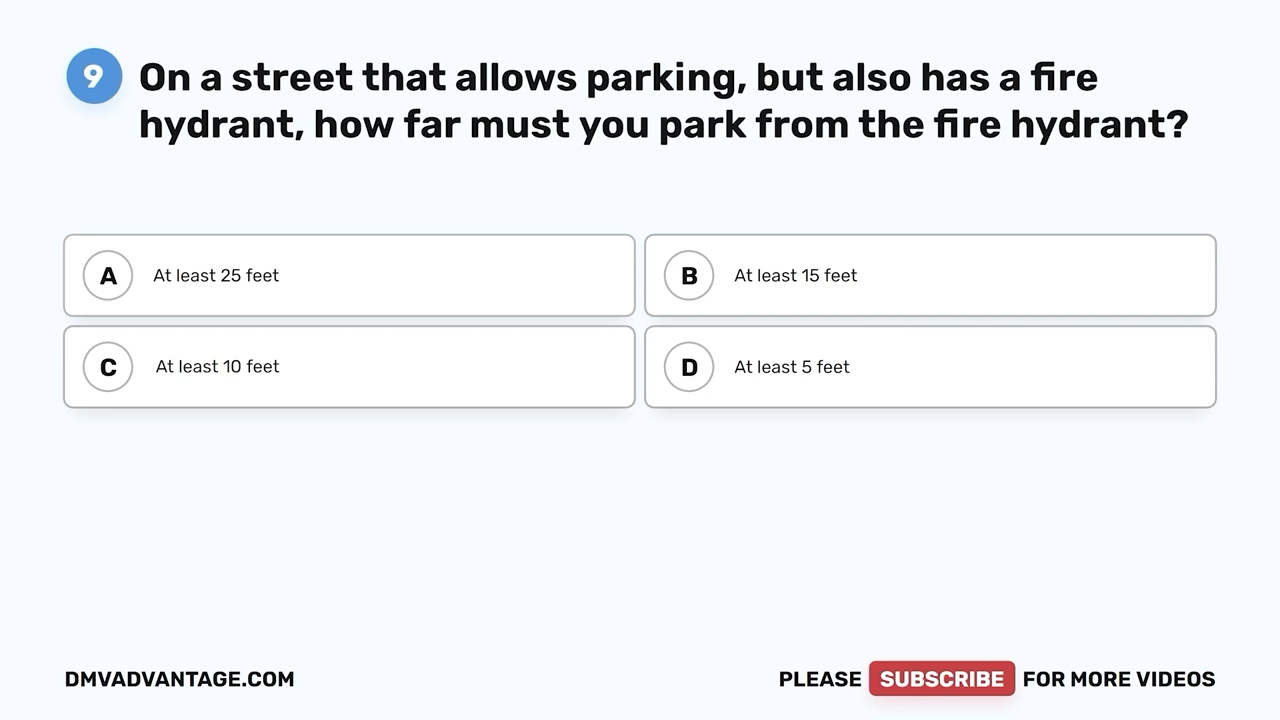 9
On a street that allows parking, but also has a fire
hydrant, how far must you park from the fire hydrant?
A At least 25 feet
B At least 15 feet
C At least 10 feet
D At least 5 feet
DMVADVANTAGE.COM
PLEASE SUBSCRIBE FOR MORE VIDEOS